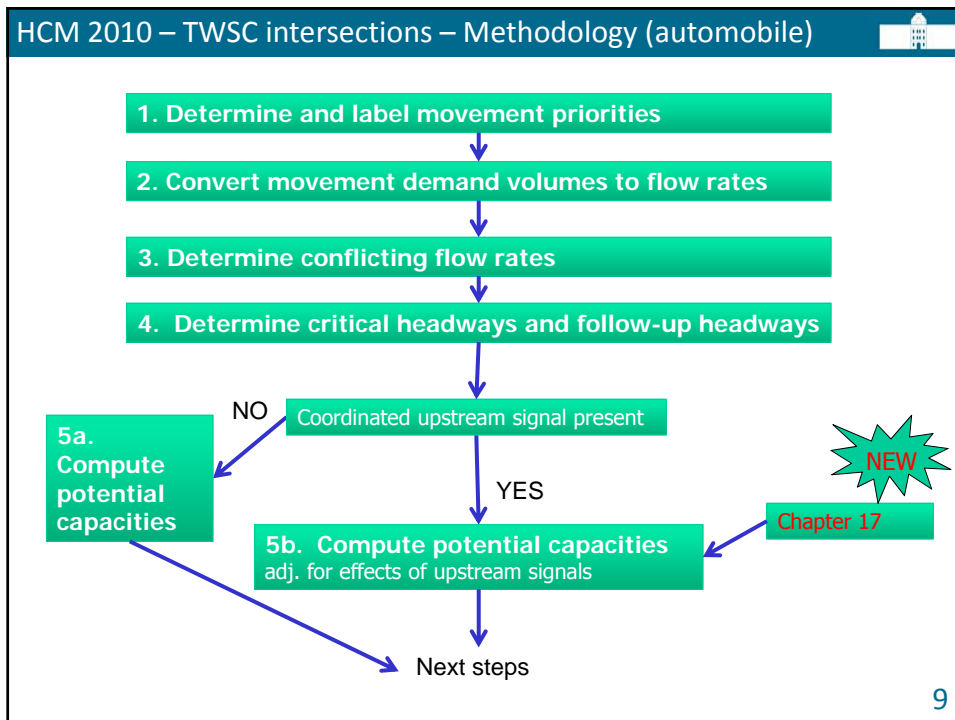 HCM 2010 – TWSC intersections – Methodology (automobile)
1. Determine and label movement priorities
2. Convert movement demand volumes to flow rates
3. Determine conflicting flow rates
4. Determine critical headways and follow-up headways
Coordinated upstream signal present
NO
5a.
Compute
potential
capacities
YES
NEW
Chapter 17
5b. Compute potential capacities
adj. for effects of upstream signals
Next steps
9